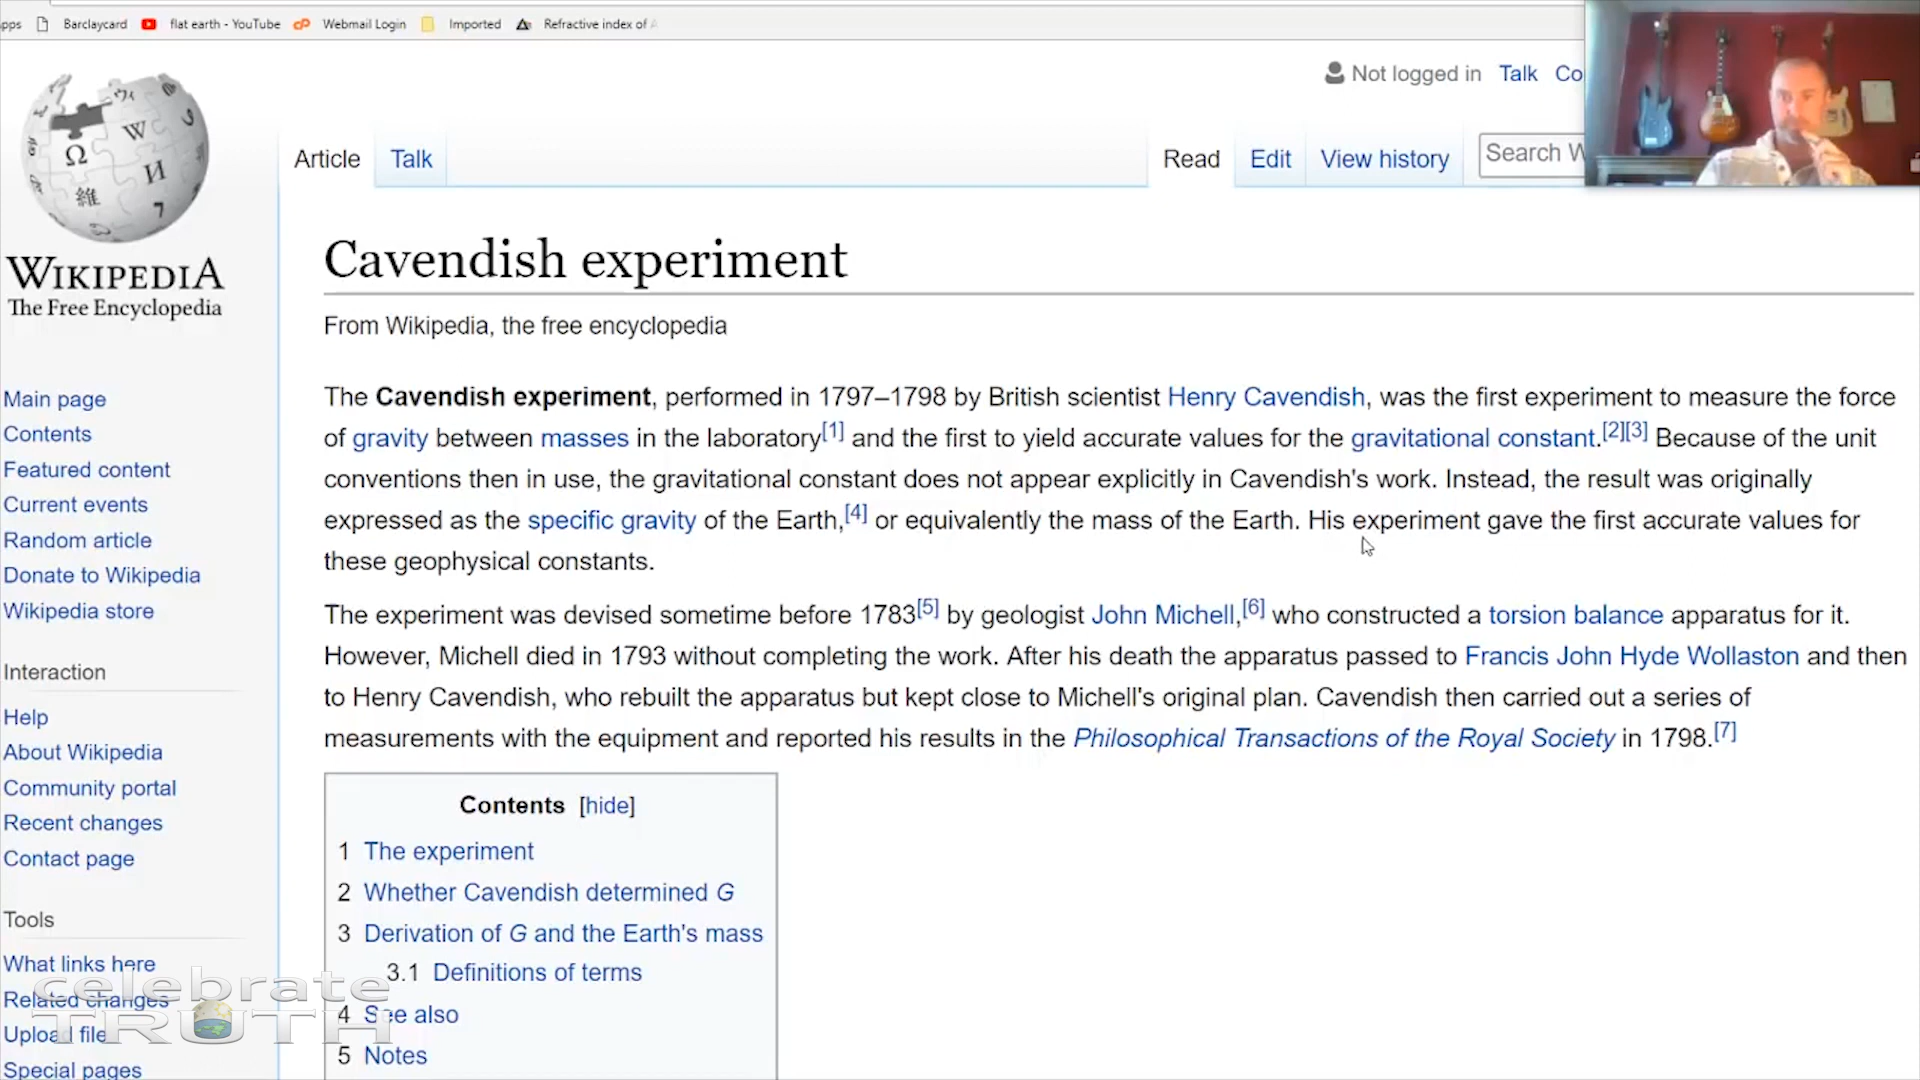 pps Barclaycard flat earth - YouTube Webmail Login Imported Refractive index of
Not logged in Talk Co
Article Talk Read Edit View history Search W
WIKIPEDIA
The Free Encyclopedia
Cavendish experiment
From Wikipedia, the free encyclopedia
The Cavendish experiment, performed in 1797–1798 by British scientist Henry Cavendish, was the first experiment to measure the force
of gravity between masses in the laboratory[1] and the first to yield accurate values for the gravitational constant.[2][3] Because of the unit
conventions then in use, the gravitational constant does not appear explicitly in Cavendish's work. Instead, the result was originally
expressed as the specific gravity of the Earth,[4] or equivalently the mass of the Earth. His experiment gave the first accurate values for
these geophysical constants.
The experiment was devised sometime before 1783[5] by geologist John Michell,[6] who constructed a torsion balance apparatus for it.
However, Michell died in 1793 without completing the work. After his death the apparatus passed to Francis John Hyde Wollaston and then
to Henry Cavendish, who rebuilt the apparatus but kept close to Michell's original plan. Cavendish then carried out a series of
measurements with the equipment and reported his results in the Philosophical Transactions of the Royal Society in 1798.[7]
Contents [hide]
1 The experiment
2 Whether Cavendish determined G
3 Derivation of G and the Earth's mass
3.1 Definitions of terms
4 See also
5 Notes
Main page
Contents
Featured content
Current events
Random article
Donate to Wikipedia
Wikipedia store
Interaction
Help
About Wikipedia
Community portal
Recent changes
Contact page
Tools
What links here
Related changes
Upload file
Special pages
celebrate
TRUTH